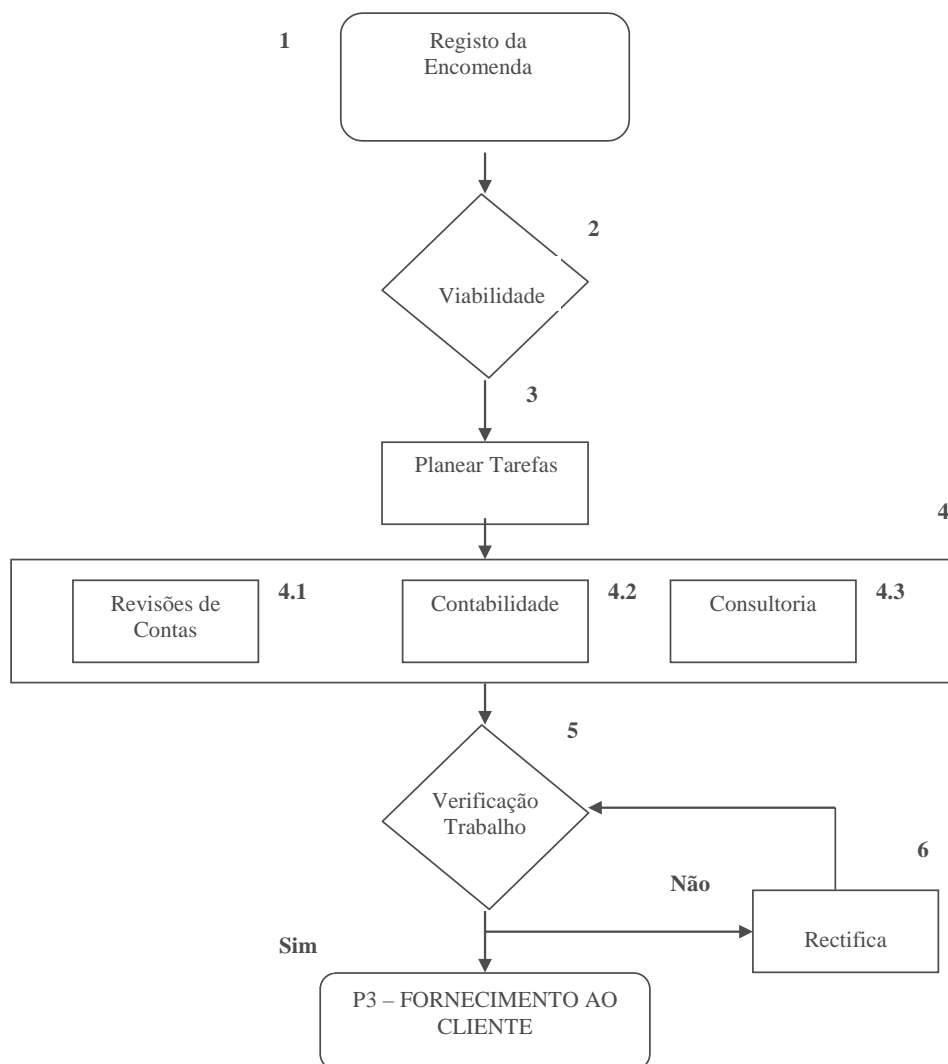 1
Registo da
Encomenda
2
Viabilidade
3
Planear Tarefas
4
Revisões de
Contas
4.1
Contabilidade
4.2
Consultoria
4.3
5
Verificação
Trabalho
6
Não
Rectifica
Sim
P3 – FORNECIMENTO AO
CLIENTE